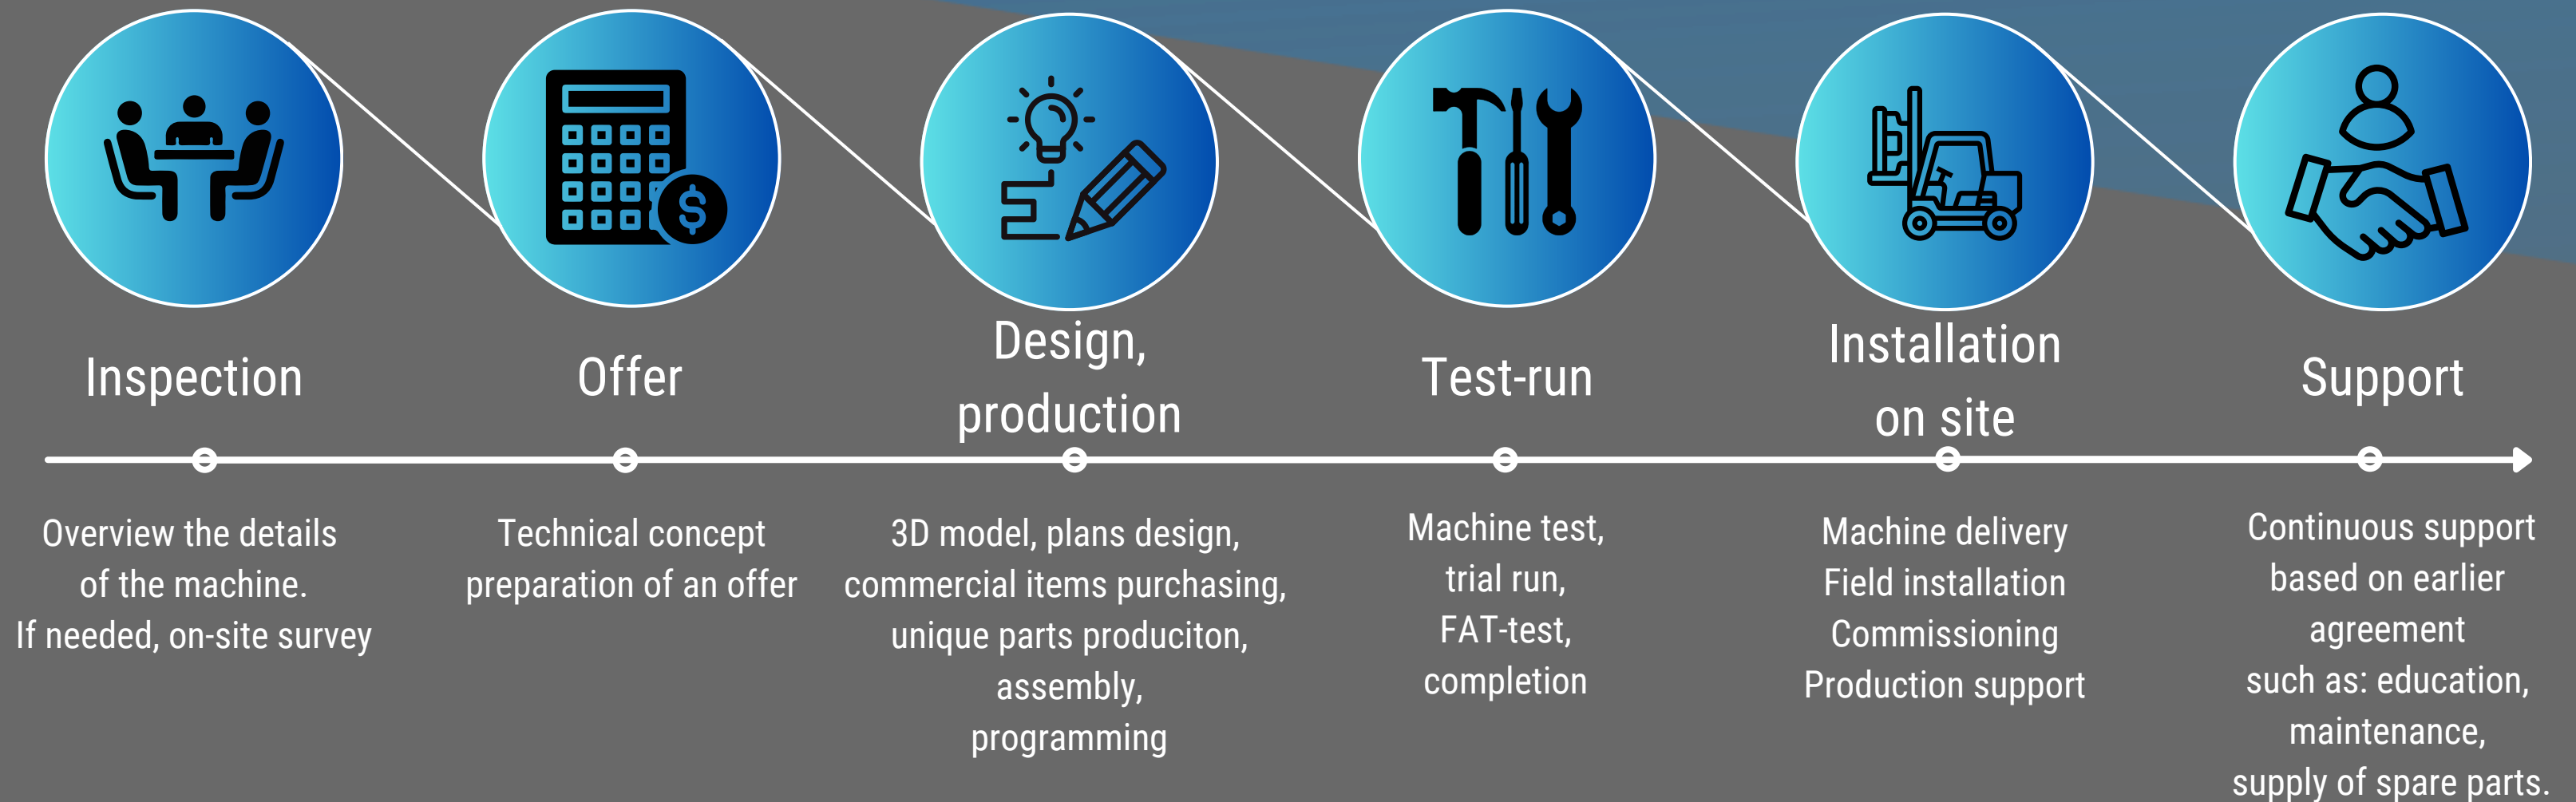 Inspection
Overview the details
of the machine.
If needed, on-site survey
Offer
Technical concept
preparation of an offer
Design,
production
3D model, plans design,
commercial items purchasing,
unique parts produciton,
assembly,
programming
Test-run
Machine test,
trial run,
FAT-test,
completion
Installation
on site
Machine delivery
Field installation
Commissioning
Production support
Support
Continuous support
based on earlier
agreement
such as: education,
maintenance,
supply of spare parts.